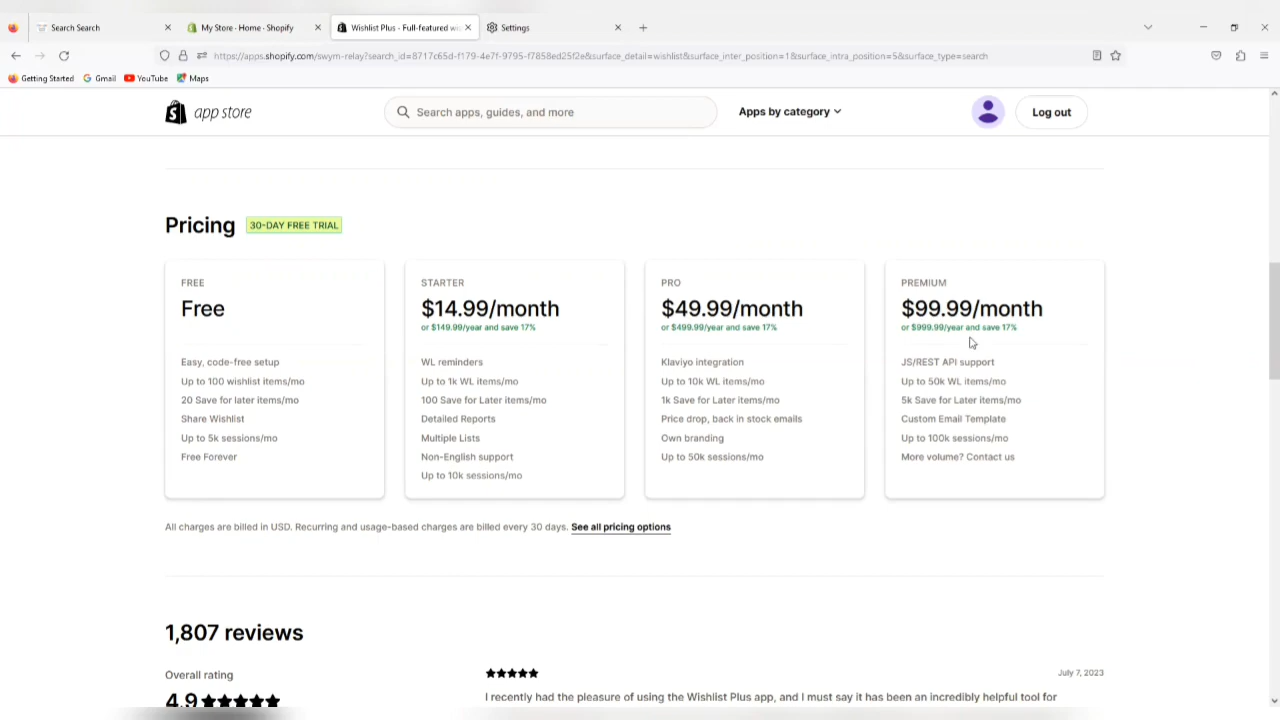 Search Search
My Store · Home · Shopify
Wishlist Plus - Full-featured wi
Settings
https://apps.shopify.com/swym-relay?search_id=8717c65d-f179-4e7f-9795-f7858ed25f2e&surface_detail=wishlist&surface_inter_position=1&surface_intra_position=5&surface_type=search
Getting Started
Gmail
YouTube
Maps
app store
Search apps, guides, and more
Apps by category
Log out
Pricing
30-DAY FREE TRIAL
FREE
Free
Easy, code-free setup
Up to 100 wishlist items/mo
20 Save for later items/mo
Share Wishlist
Up to 5k sessions/mo
Free Forever
STARTER
$14.99/month
or $149.99/year and save 17%
WL reminders
Up to 1k WL items/mo
100 Save for Later items/mo
Detailed Reports
Multiple Lists
Non-English support
Up to 10k sessions/mo
PRO
$49.99/month
or $499.99/year and save 17%
Klaviyo integration
Up to 10k WL items/mo
1k Save for Later items/mo
Price drop, back in stock emails
Own branding
Up to 50k sessions/mo
PREMIUM
$99.99/month
or $999.99/year and save 17%
JS/REST API support
Up to 50k WL items/mo
5k Save for Later items/mo
Custom Email Template
Up to 100k sessions/mo
More volume? Contact us
All charges are billed in USD. Recurring and usage-based charges are billed every 30 days. See all pricing options
1,807 reviews
Overall rating
4.9
July 7, 2023
I recently had the pleasure of using the Wishlist Plus app, and I must say it has been an incredibly helpful tool for